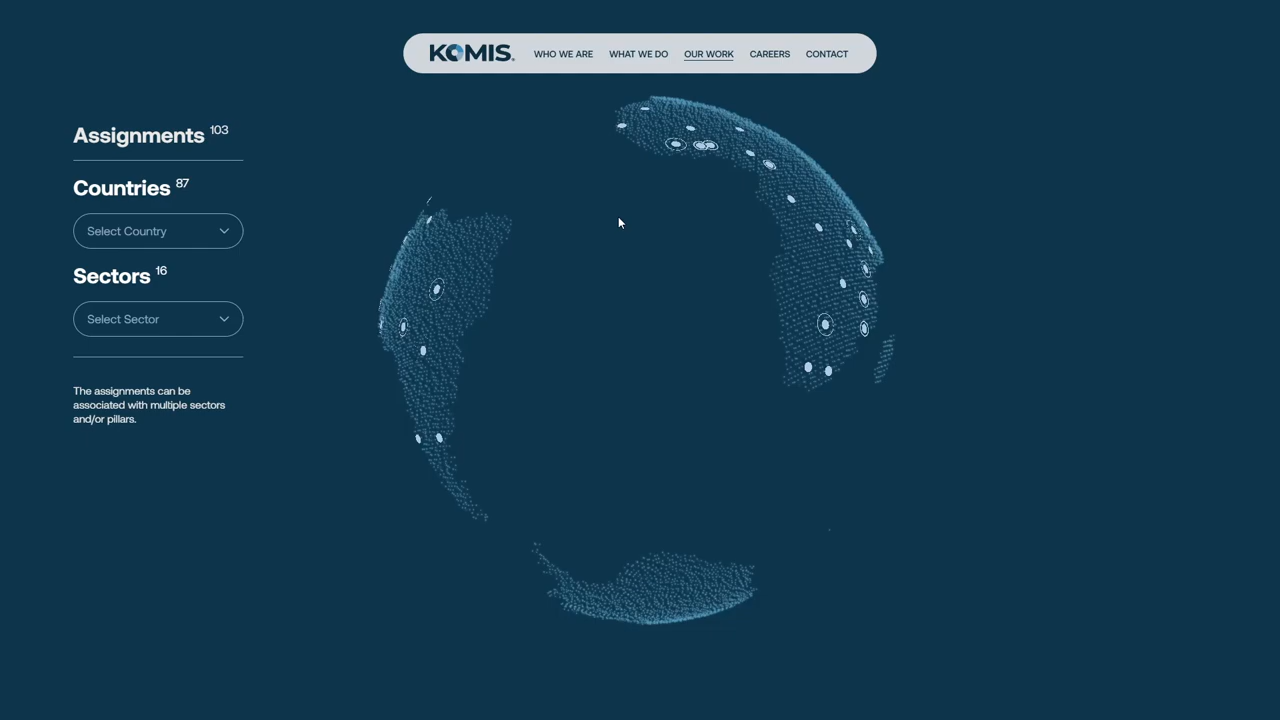 KOMIS WHO WE ARE WHAT WE DO OUR WORK CAREERS CONTACT
Assignments 103
Countries 87
Select Country
Sectors 16
Select Sector
The assignments can be
associated with multiple sectors
and/or pillars.